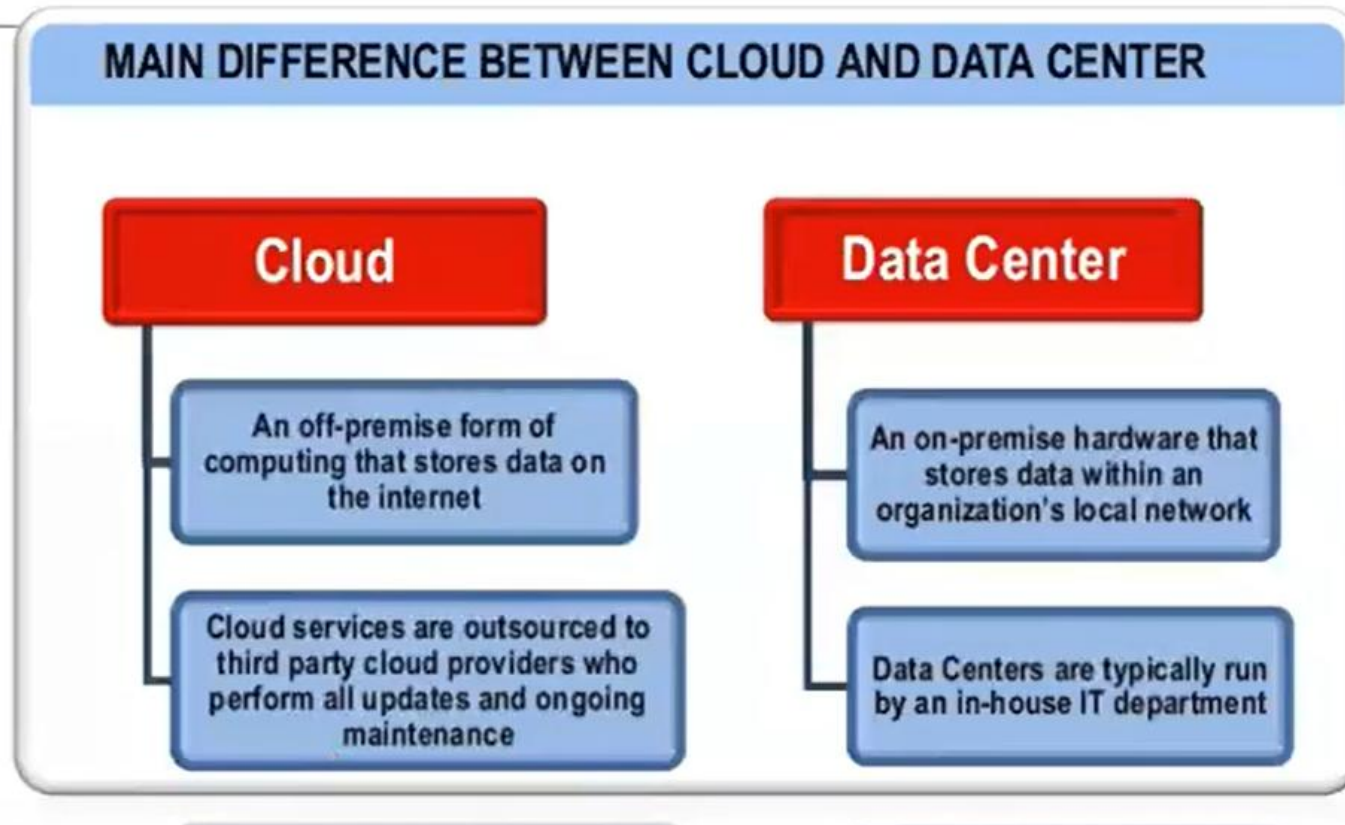 MAIN DIFFERENCE BETWEEN CLOUD AND DATA CENTER
Cloud
An off-premise form of
computing that stores data on
the internet
Cloud services are outsourced to
third party cloud providers who
perform all updates and ongoing
maintenance
Data Center
An on-premise hardware that
stores data within an
organization's local network
Data Centers are typically run
by an in-house IT department